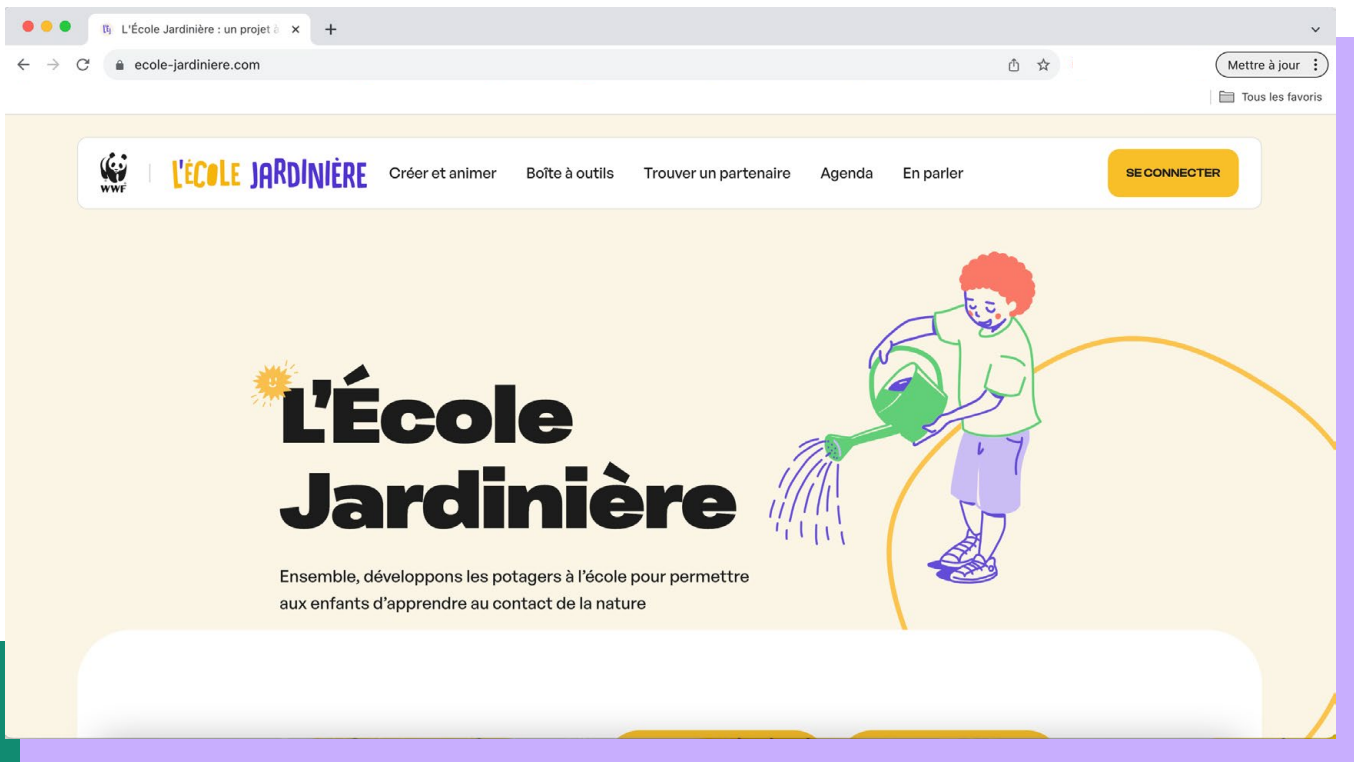 L'École Jardinière : un projet à
ecole-jardiniere.com
Mettre à jour
Tous les favoris
WWF
L'ÉCOLE JARDINIÈRE
Créer et animer
Boîte à outils
Trouver un partenaire
Agenda
En parler
SE CONNECTER
L'École
Jardinière
Ensemble, développons les potagers à l'école pour permettre
aux enfants d'apprendre au contact de la nature